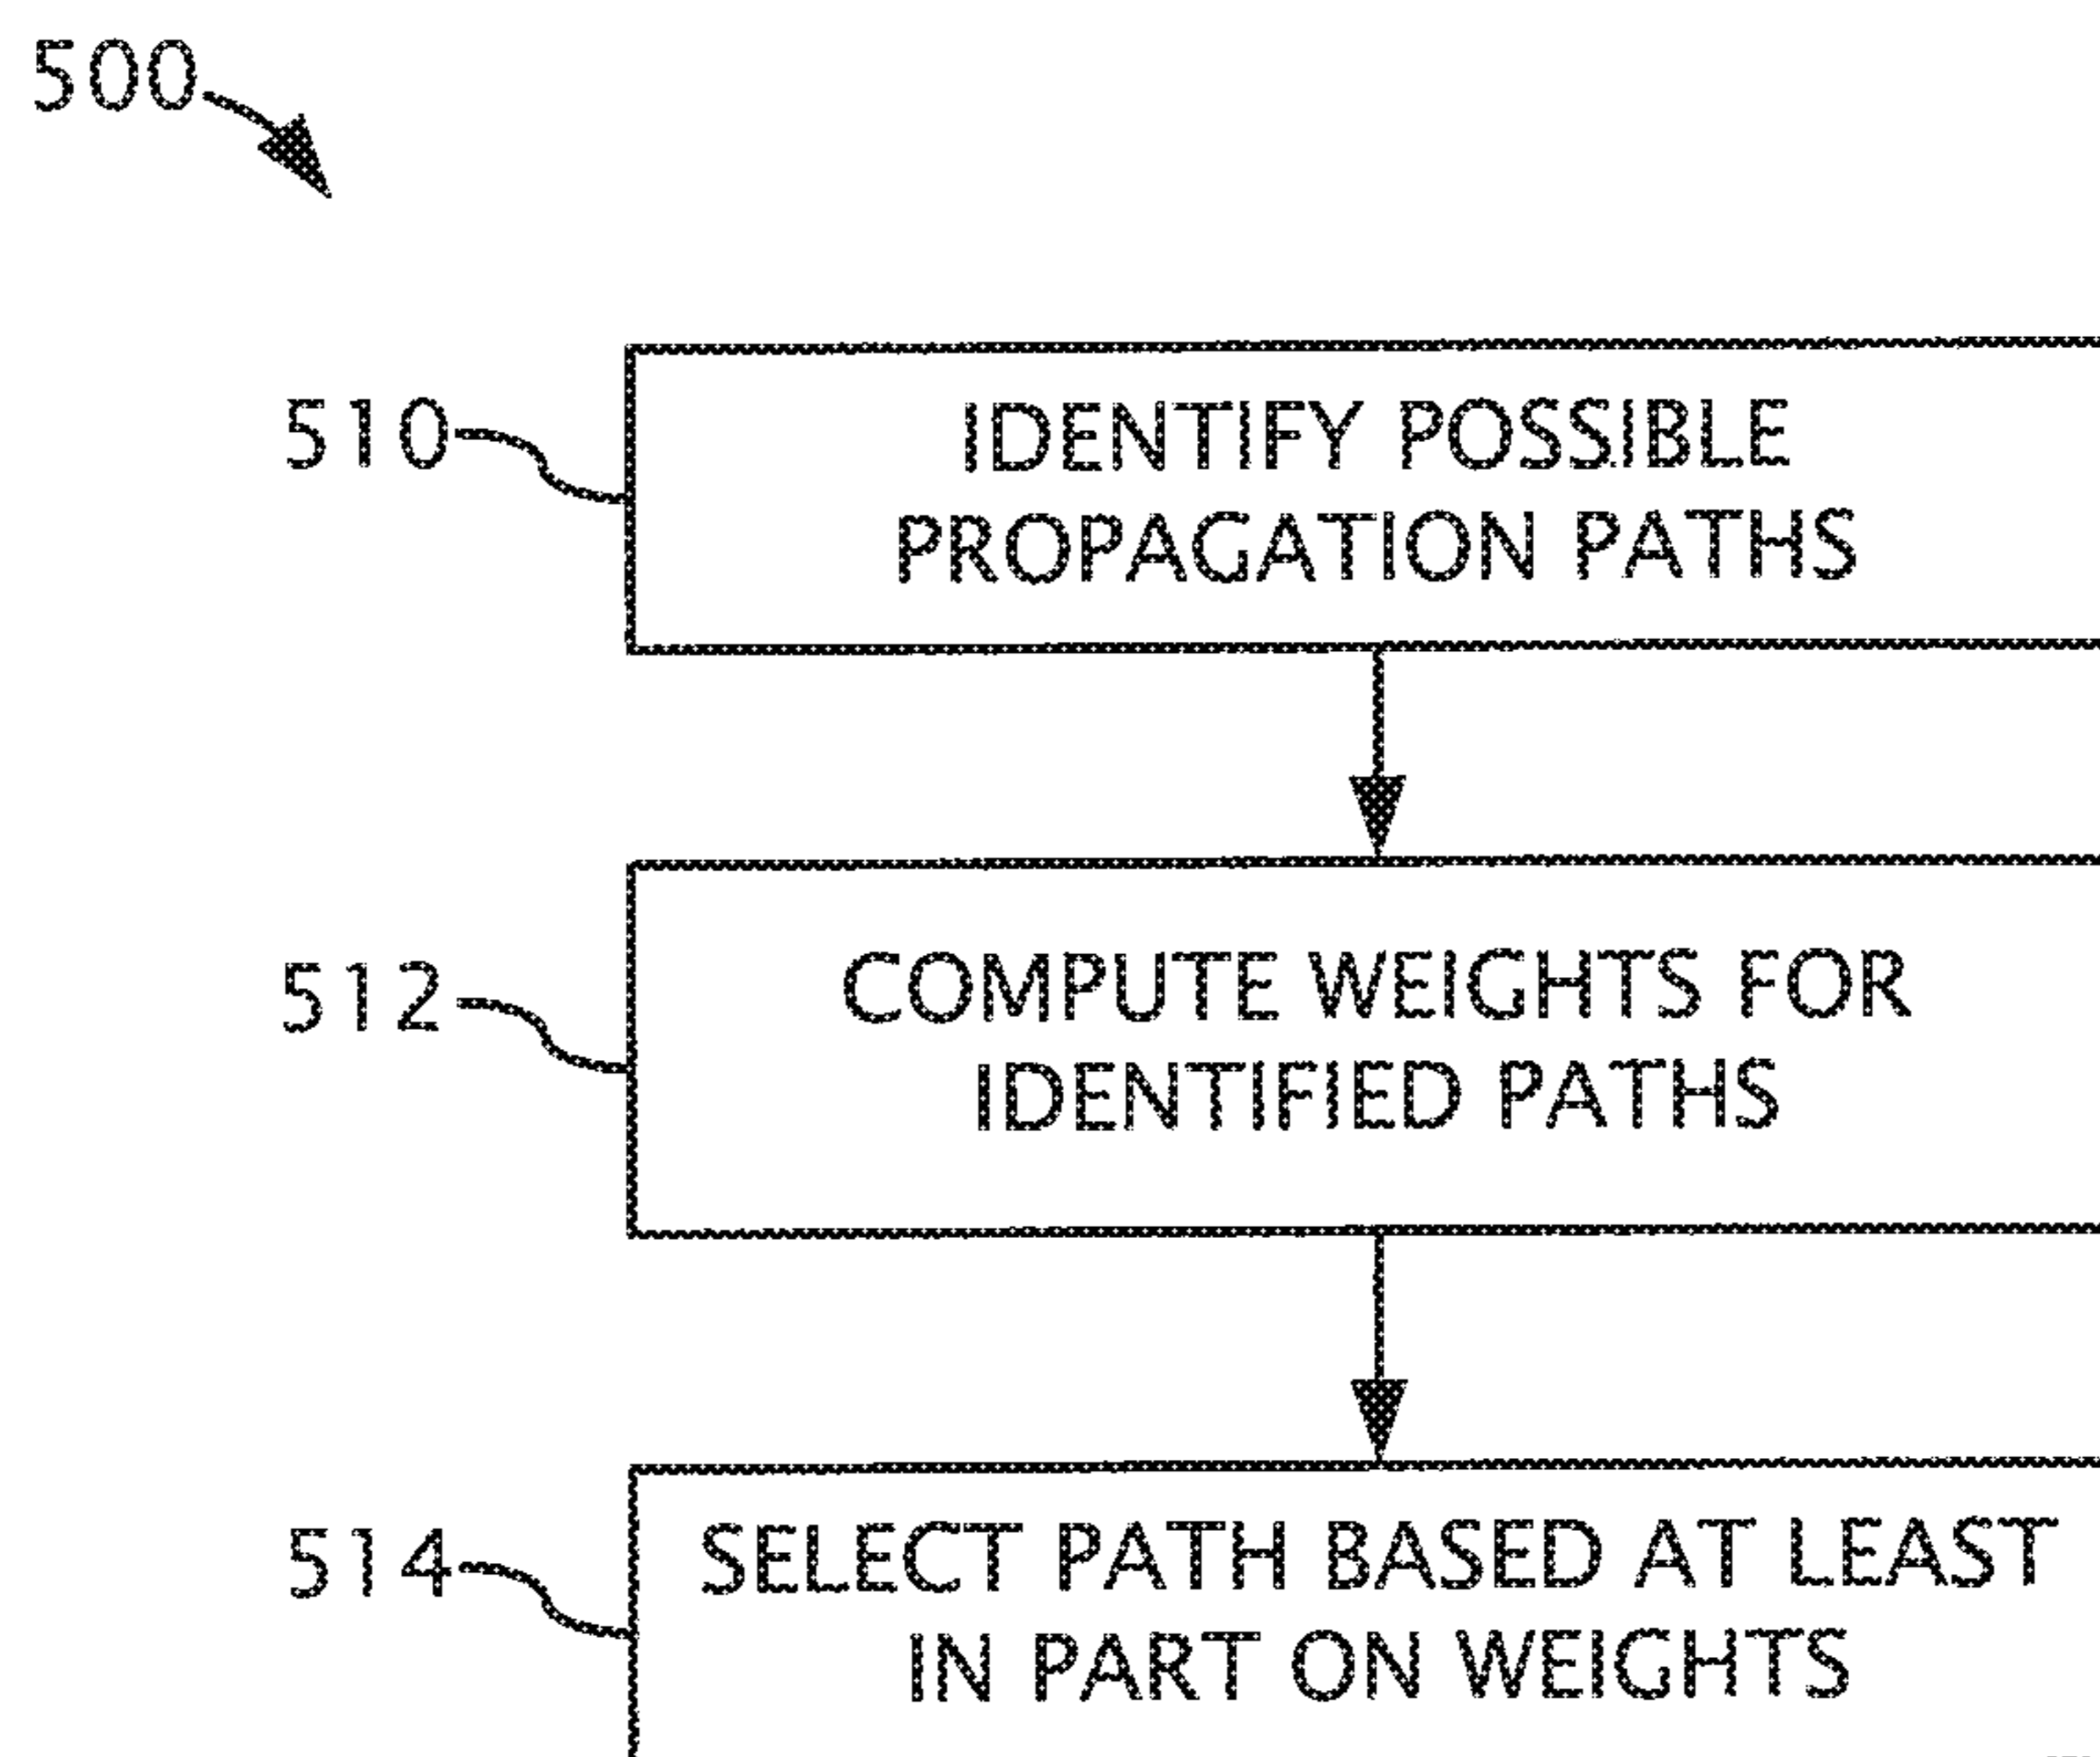 500
510
IDENTIFY POSSIBLE
PROPAGATION PATHS
512
COMPUTE WEIGHTS FOR
IDENTIFIED PATHS
514
SELECT PATH BASED AT LEAST
IN PART ON WEIGHTS